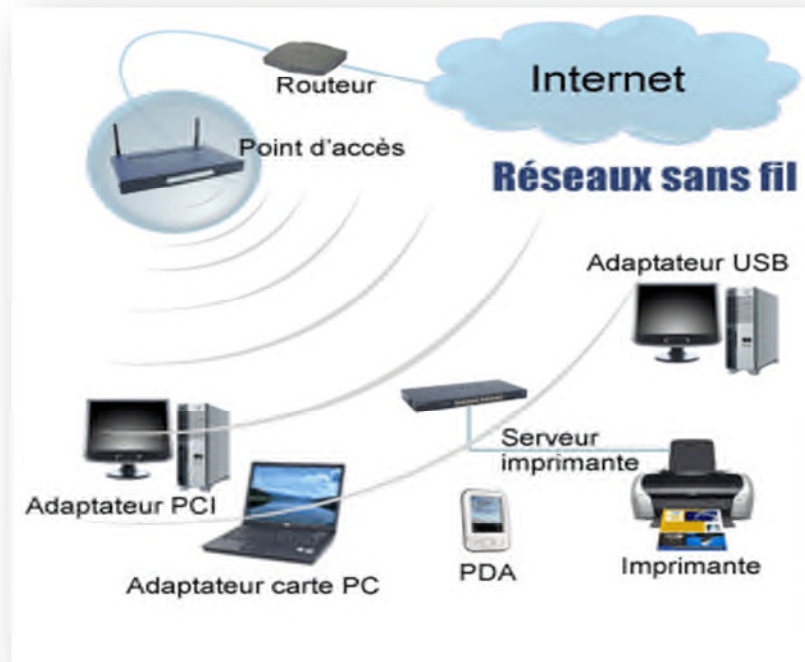 Internet
Routeur
Point d'accès
Réseaux sans fil
Adaptateur USB
Serveur
imprimante
Adaptateur PCI
Adaptateur carte PC
PDA
Imprimante